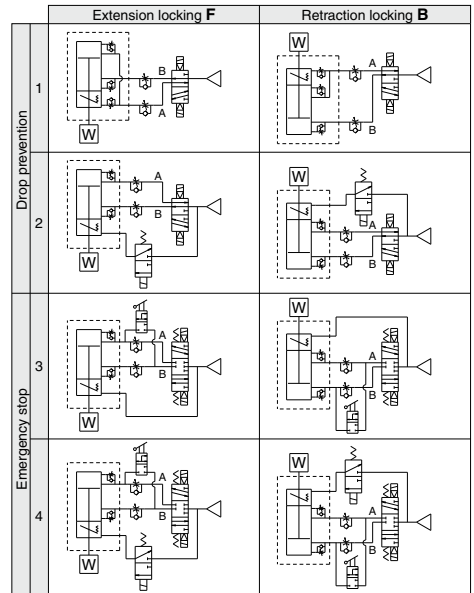 Extension locking F
Retraction locking B
Drop prevention
1
B
A
W
W
A
B
2
A
B
W
W
A
B
Emergency stop
3
A
B
W
W
A
B
4
A
B
W
W
A
B